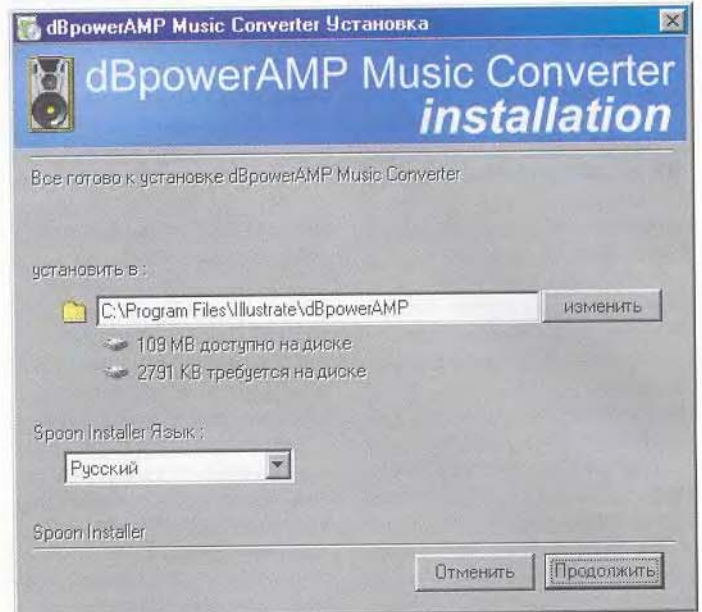 dBpowerAMP Music Converter Установка
dBpowerAMP Music Converter
installation
Все готово к установке dBpowerAMP Music Converter
установить в :
C:\Program Files\Illustrate\dBpowerAMP
изменить
109 MB доступно на диске
2791 KB требуется на диске
Spoon Installer Язык :
Русский
Spoon Installer
Отменить
Продолжить